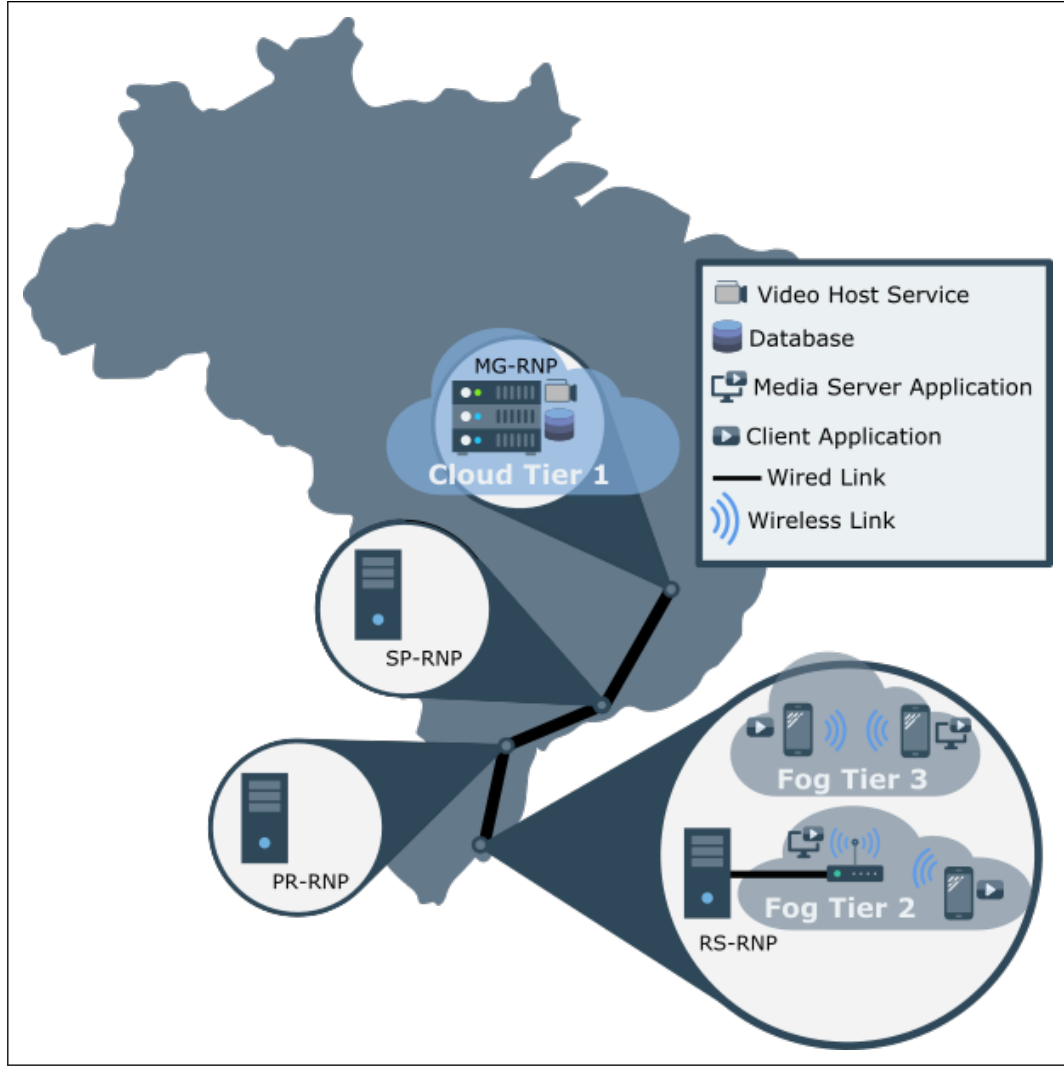 Video Host Service
Database
Media Server Application
Client Application
Wired Link
Wireless Link
MG-RNP
Cloud Tier 1
SP-RNP
PR-RNP
Fog Tier 3
Fog Tier 2
RS-RNP